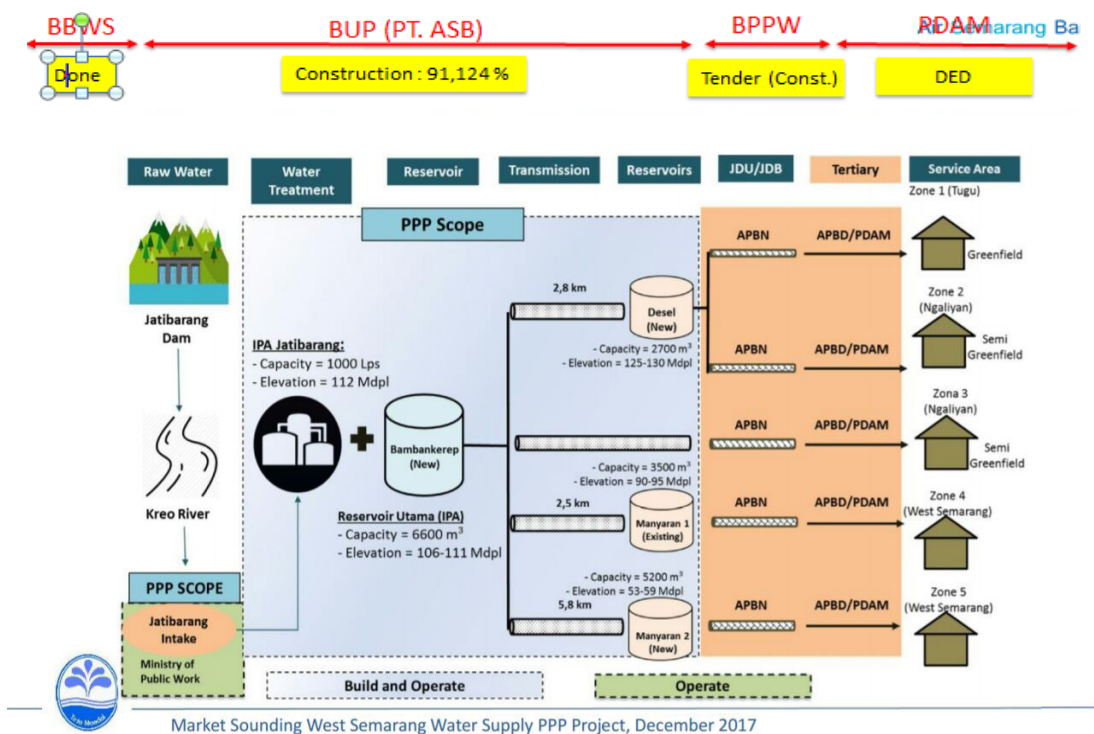 BBWS
BUP (PT. ASB)
BPPW
PDAM
Air Semarang Ba
Done
Construction : 91,124 %
Tender (Const.)
DED
Raw Water
Water
Treatment
Reservoir
Transmission
Reservoirs
JDU/JDB
Tertiary
Service Area
Zone 1 (Tugu)
PPP Scope
APBN
APBD/PDAM
Greenfield
2,8 km
Desel
(New)
Zone 2
(Ngaliyan)
Jatibarang
Dam
IPA Jatibarang:
- Capacity = 1000 Lps
- Elevation = 112 Mdpl
- Capacity = 2700 m³
- Elevation = 125-130 Mdpl
APBN
APBD/PDAM
Semi
Greenfield
Zona 3
(Ngaliyan)
Bambankerep
(New)
APBN
APBD/PDAM
Semi
Greenfield
- Capacity = 3500 m³
- Elevation = 90-95 Mdpl
Kreo River
Reservoir Utama (IPA)
- Capacity = 6600 m³
- Elevation = 106-111 Mdpl
2,5 km
Manyaran 1
(Existing)
APBN
APBD/PDAM
Zone 4
(West Semarang)
PPP SCOPE
- Capacity = 5200 m³
- Elevation = 53-59 Mdpl
5,8 km
Manyaran 2
(New)
APBN
APBD/PDAM
Zone 5
(West Semarang)
Jatibarang
Intake
Ministry of
Public Work
Build and Operate
Operate
Market Sounding West Semarang Water Supply PPP Project, December 2017